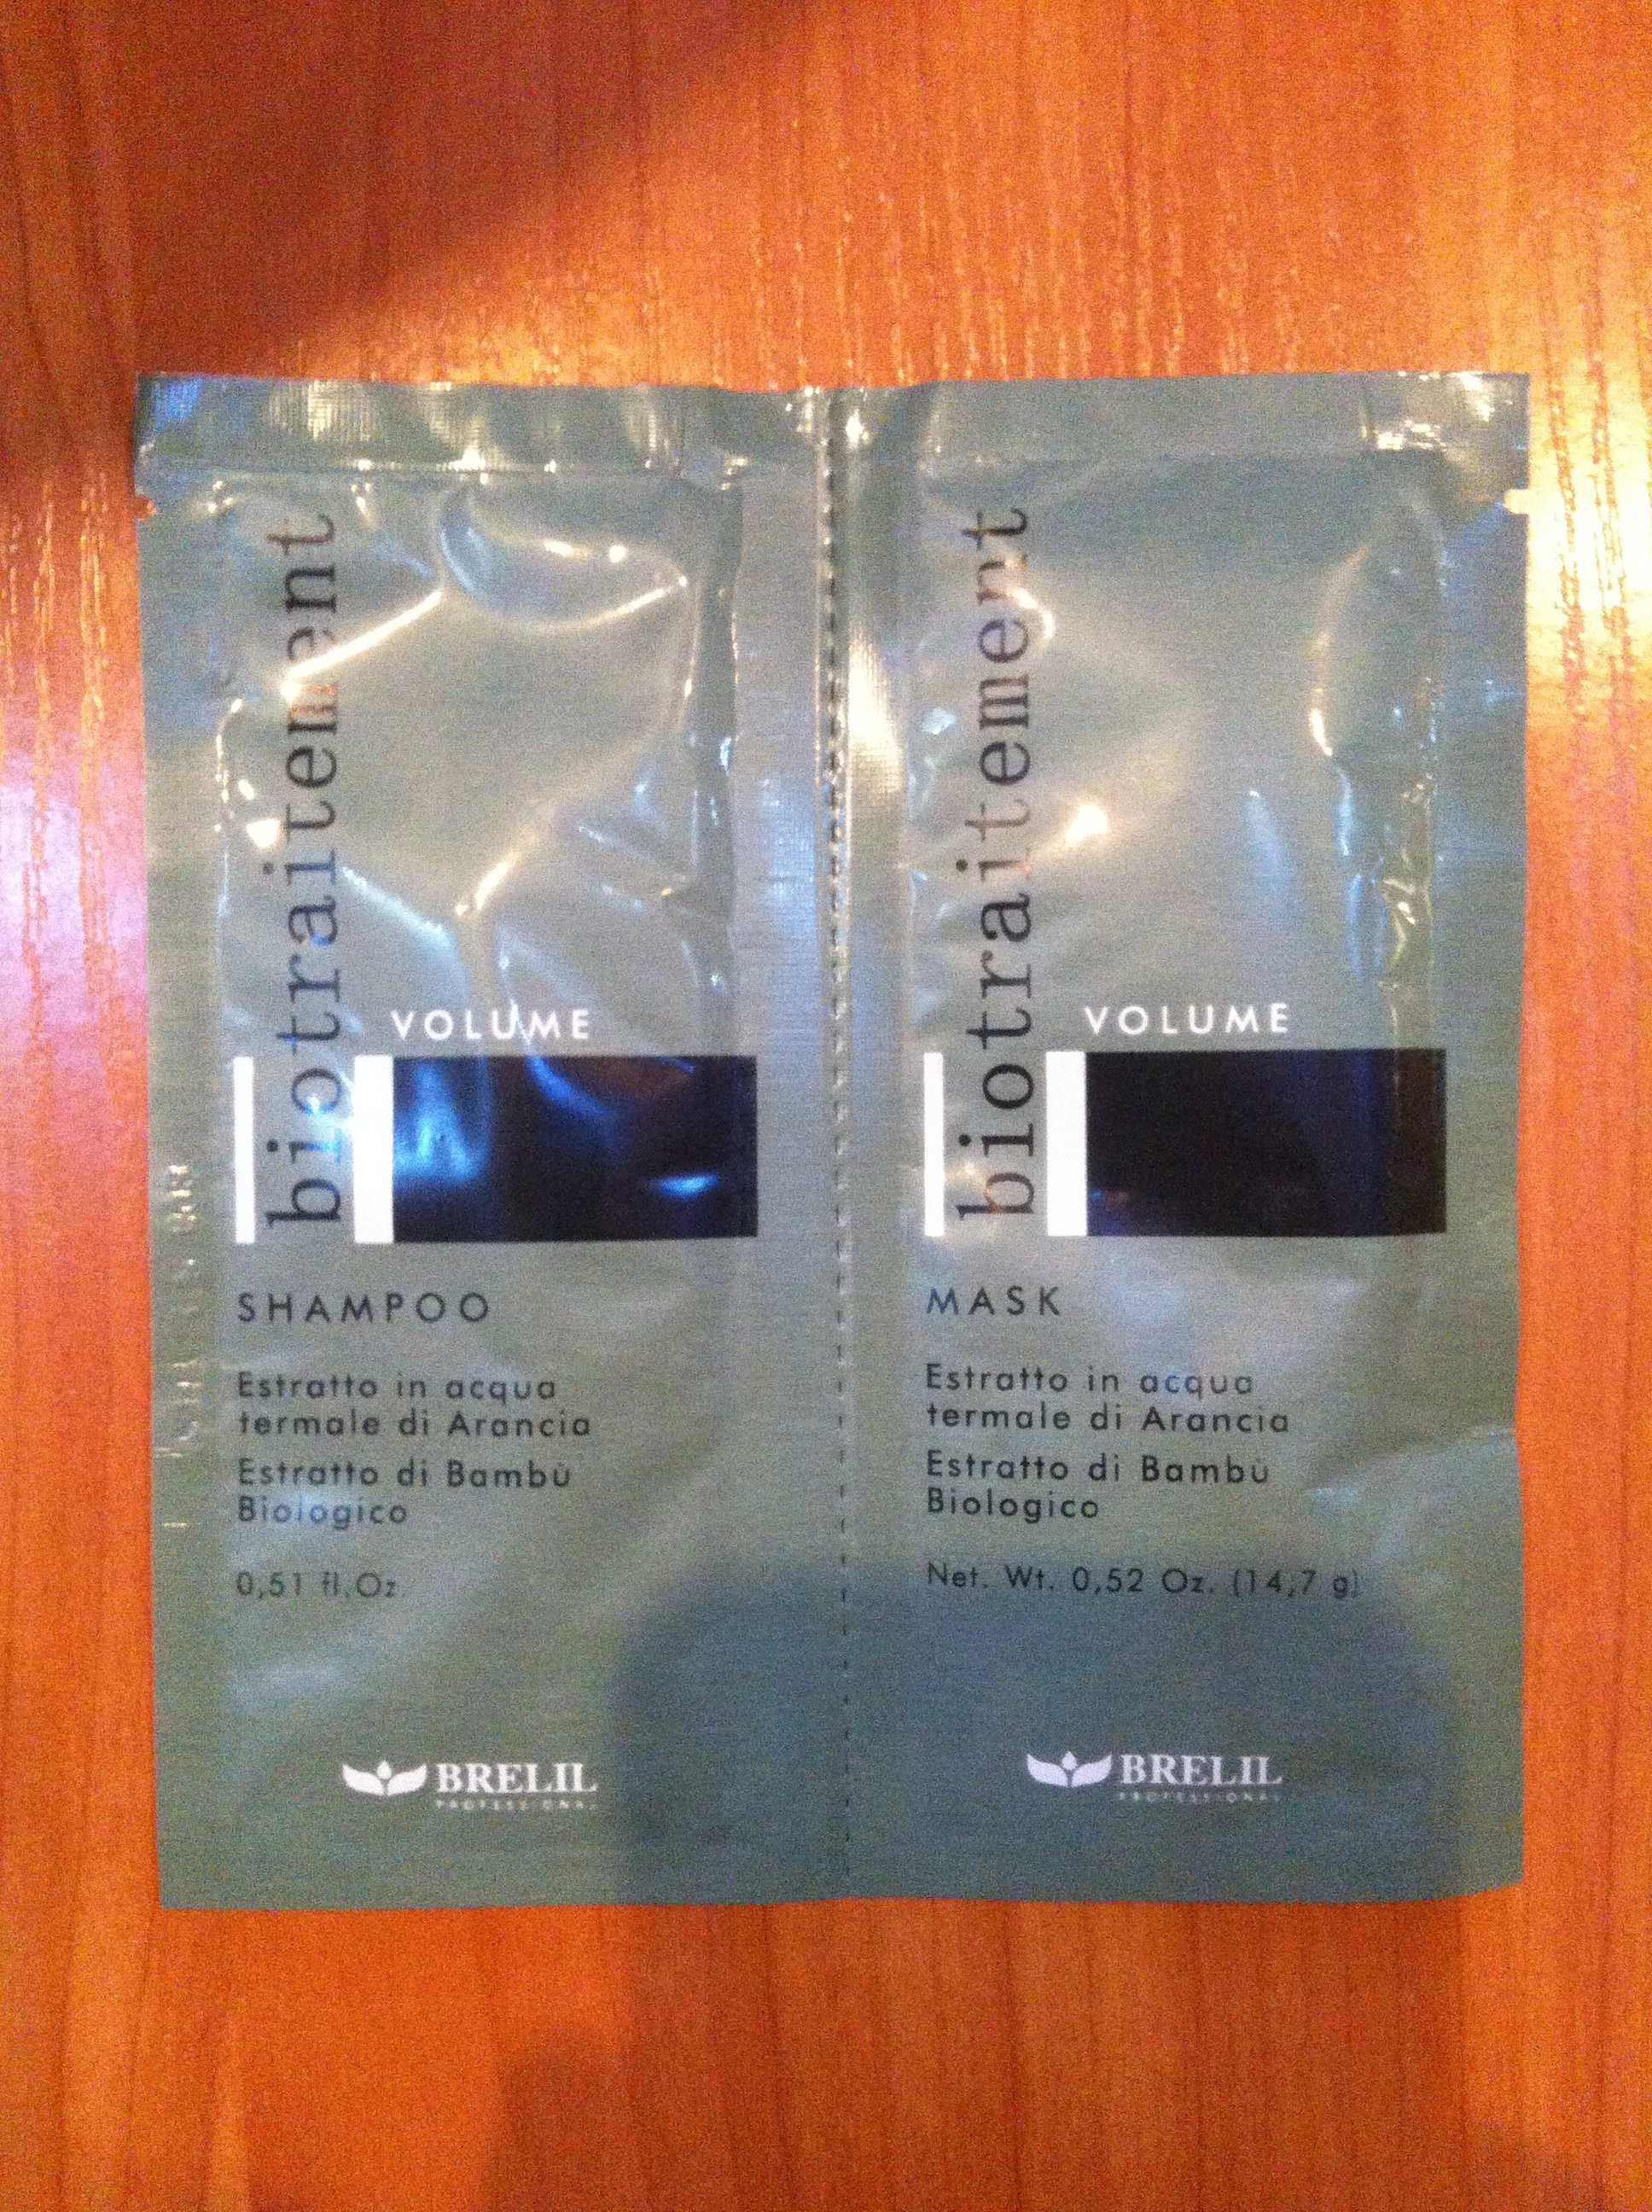 biotraitement
VOLUME
SHAMPOO
Estratto in acqua
termale di Arancia
Estratto di Bambù
Biologico
0,51 fl.Oz.
BRELIL
PROFESSIONAL
biotraitement
VOLUME
MASK
Estratto in acqua
termale di Arancia
Estratto di Bambù
Biologico
Net. Wt. 0,52 Oz. (14,7 g)
BRELIL
PROFESSIONAL